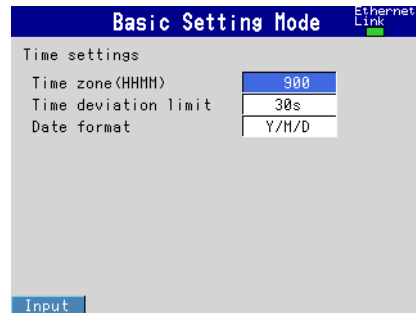 Basic Setting Mode
Ethernet
Link
Time settings
Time zone(HHMM) 900
Time deviation limit 30s
Date format Y/M/D
Input